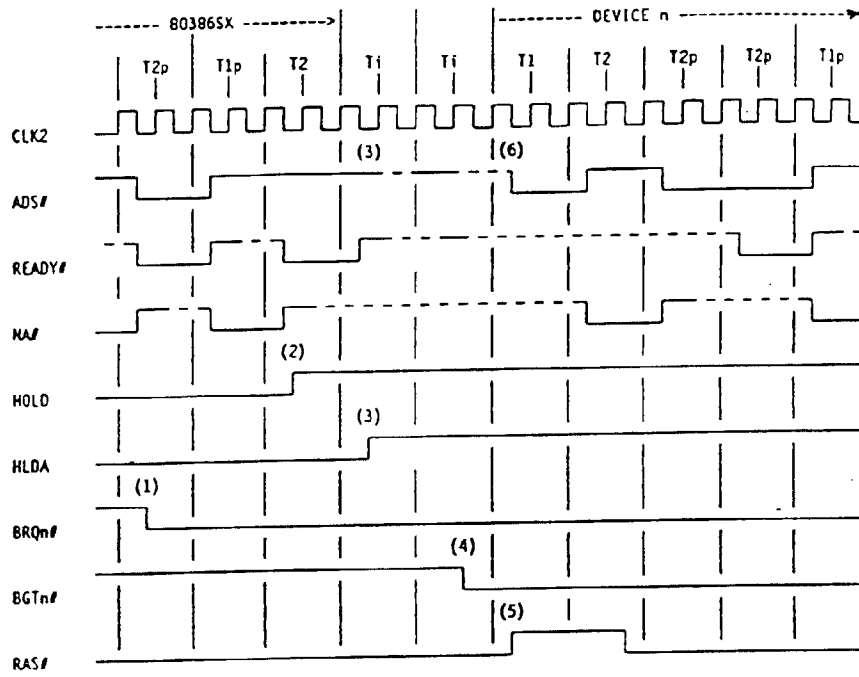 80386SX DEVICE n
T2p T1p T2 Ti Ti T1 T2 T2p T2p T1p
CLK2
(3) (6)
ADS#
READY#
NA#
(2)
HOLD
(3)
HLDA
(1)
BRQn#
(4)
BGTn#
(5)
RAS#